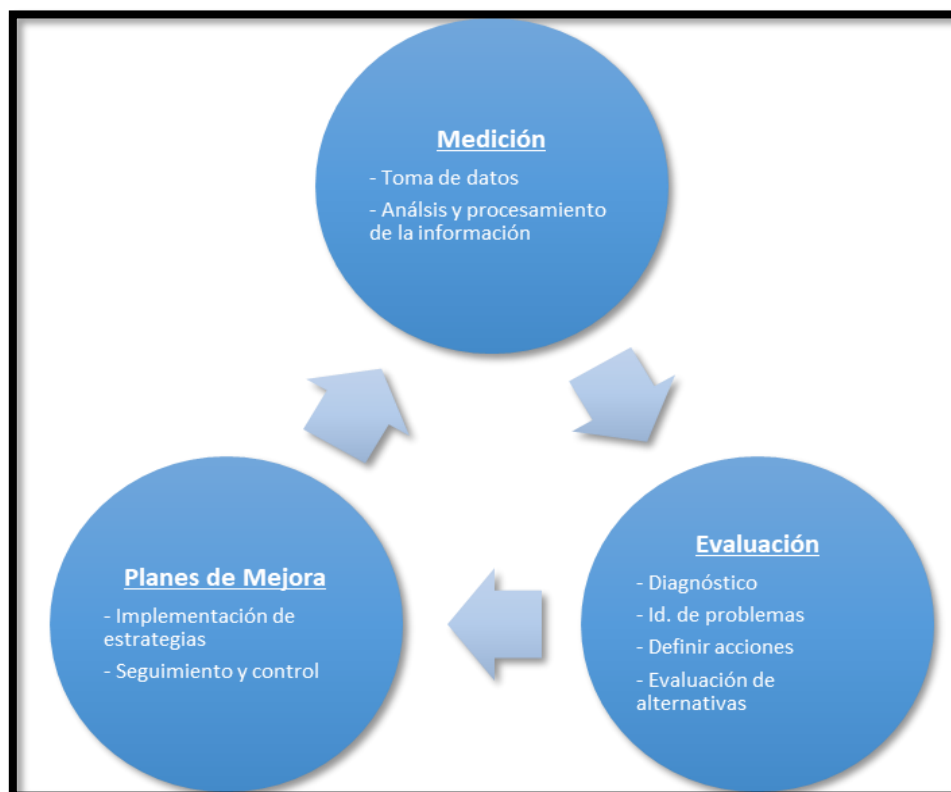 Medición
- Toma de datos
- Análsis y procesamiento
de la información
Evaluación
- Diagnóstico
- Id. de problemas
- Definir acciones
- Evaluación de
alternativas
Planes de Mejora
- Implementación de
estrategias
- Seguimiento y control